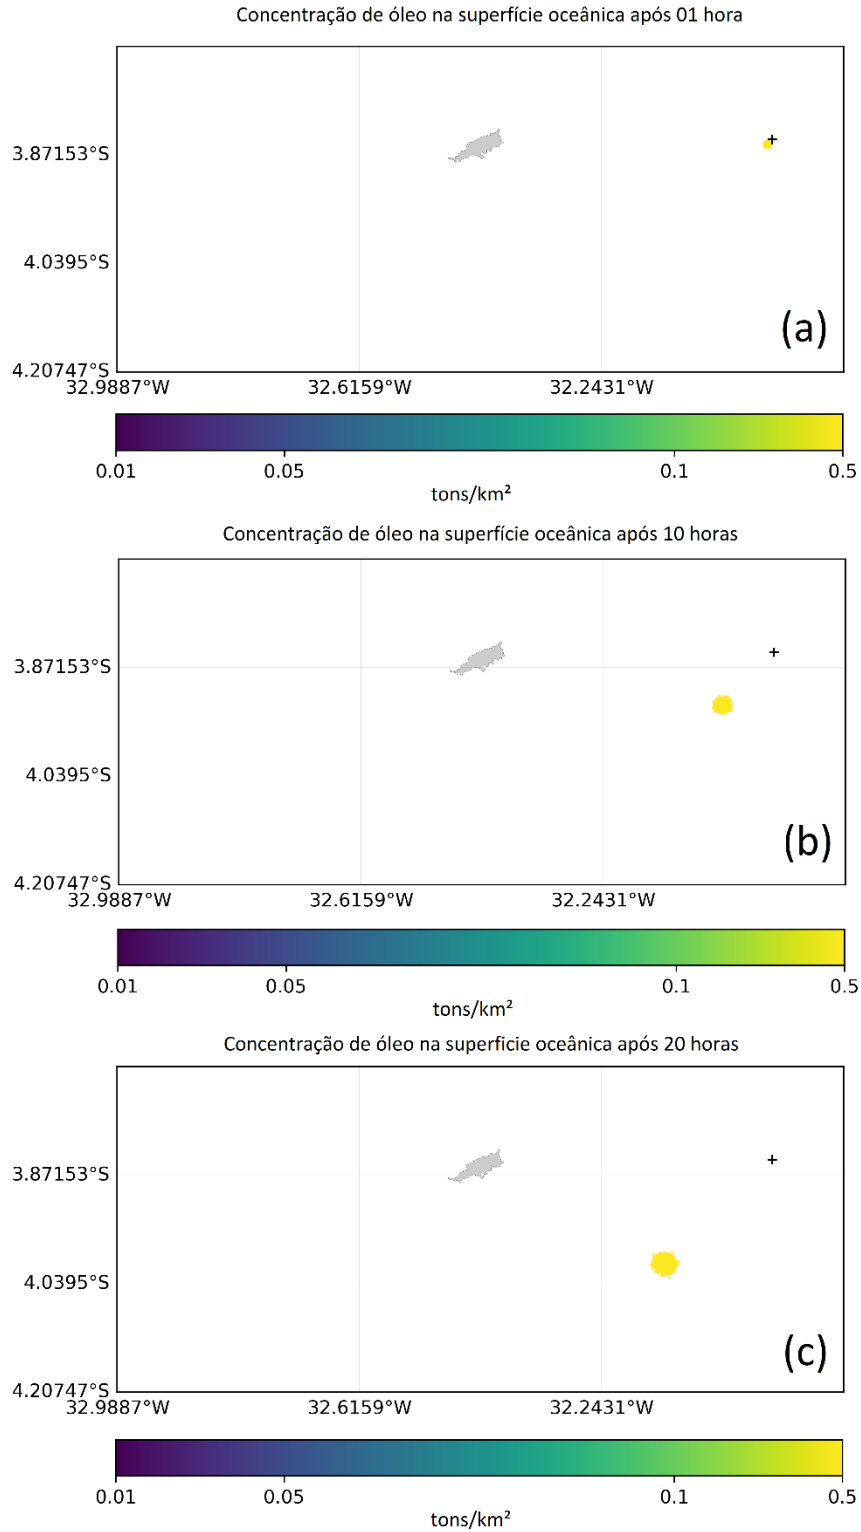 Concentração de óleo na superfície oceânica após 01 hora
3.87153°S
4.0395°S
(a)
4.20747°S
32.9887°W 32.6159°W 32.2431°W
0.01 0.05 0.1 0.5
tons/km²
Concentração de óleo na superfície oceânica após 10 horas
3.87153°S
4.0395°S
(b)
4.20747°S
32.9887°W 32.6159°W 32.2431°W
0.01 0.05 0.1 0.5
tons/km²
Concentração de óleo na superficie oceânica após 20 horas
3.87153°S
4.0395°S
(c)
4.20747°S
32.9887°W 32.6159°W 32.2431°W
0.01 0.05 0.1 0.5
tons/km²